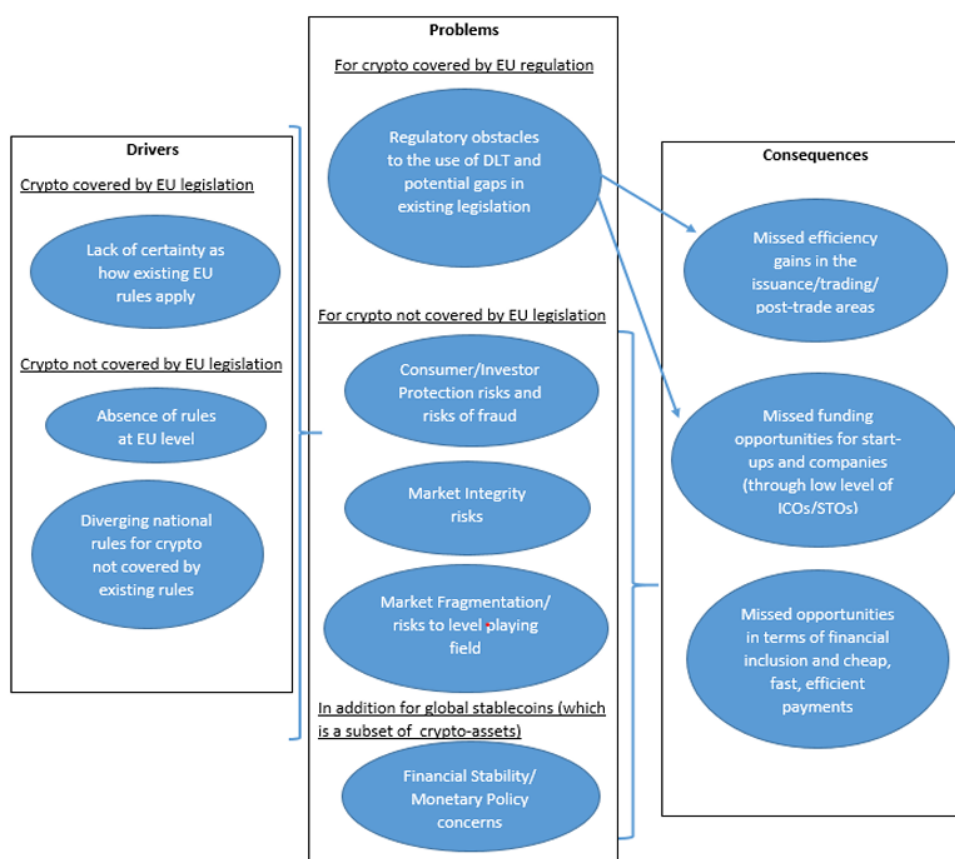 Drivers
Crypto covered by EU legislation
Lack of certainty as
how existing EU
rules apply
Crypto not covered by EU legislation
Absence of rules
at EU level
Diverging national
rules for crypto
not covered by
existing rules
Problems
For crypto covered by EU regulation
Regulatory obstacles
to the use of DLT and
potential gaps in
existing legislation
For crypto not covered by EU legislation
Consumer/Investor
Protection risks and
risks of fraud
Market Integrity
risks
Market Fragmentation/
risks to level playing
field
In addition for global stablecoins (which
is a subset of crypto-assets)
Financial Stability/
Monetary Policy
concerns
Consequences
Missed efficiency
gains in the
issuance/trading/
post-trade areas
Missed funding
opportunities for start-
ups and companies
(through low level of
ICOs/STOs)
Missed opportunities
in terms of financial
inclusion and cheap,
fast, efficient
payments